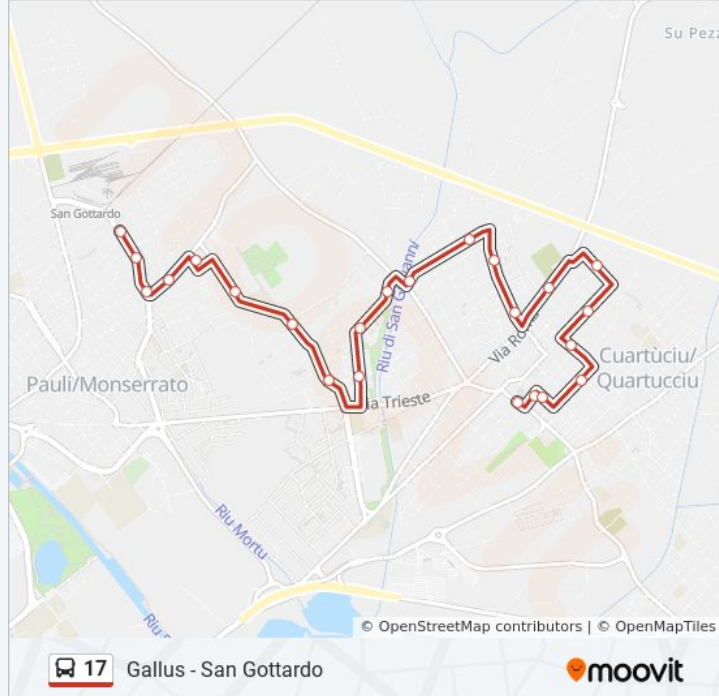 Su Pezz
San Gottardo
Riu di San Giovanni
Via Roma
Cuartùciu/
Quartucciu
Pauli/Monserrato
Via Trieste
Riu Mortu
Riu
© OpenStreetMap contributors | © OpenMapTiles
17 Gallus - San Gottardo
moovit